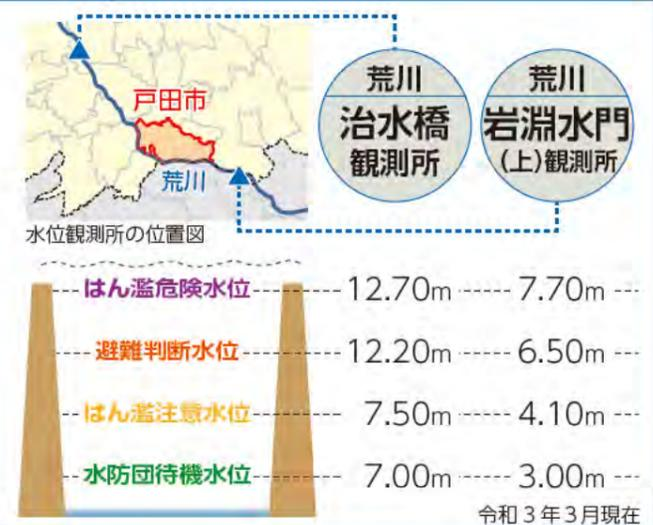 戸田市
荒川
水位観測所の位置図
荒川
治水橋
観測所
荒川
岩淵水門
(上)観測所
はん濫危険水位 12.70m 7.70m
避難判断水位 12.20m 6.50m
はん濫注意水位 7.50m 4.10m
水防団待機水位 7.00m 3.00m
令和3年3月現在